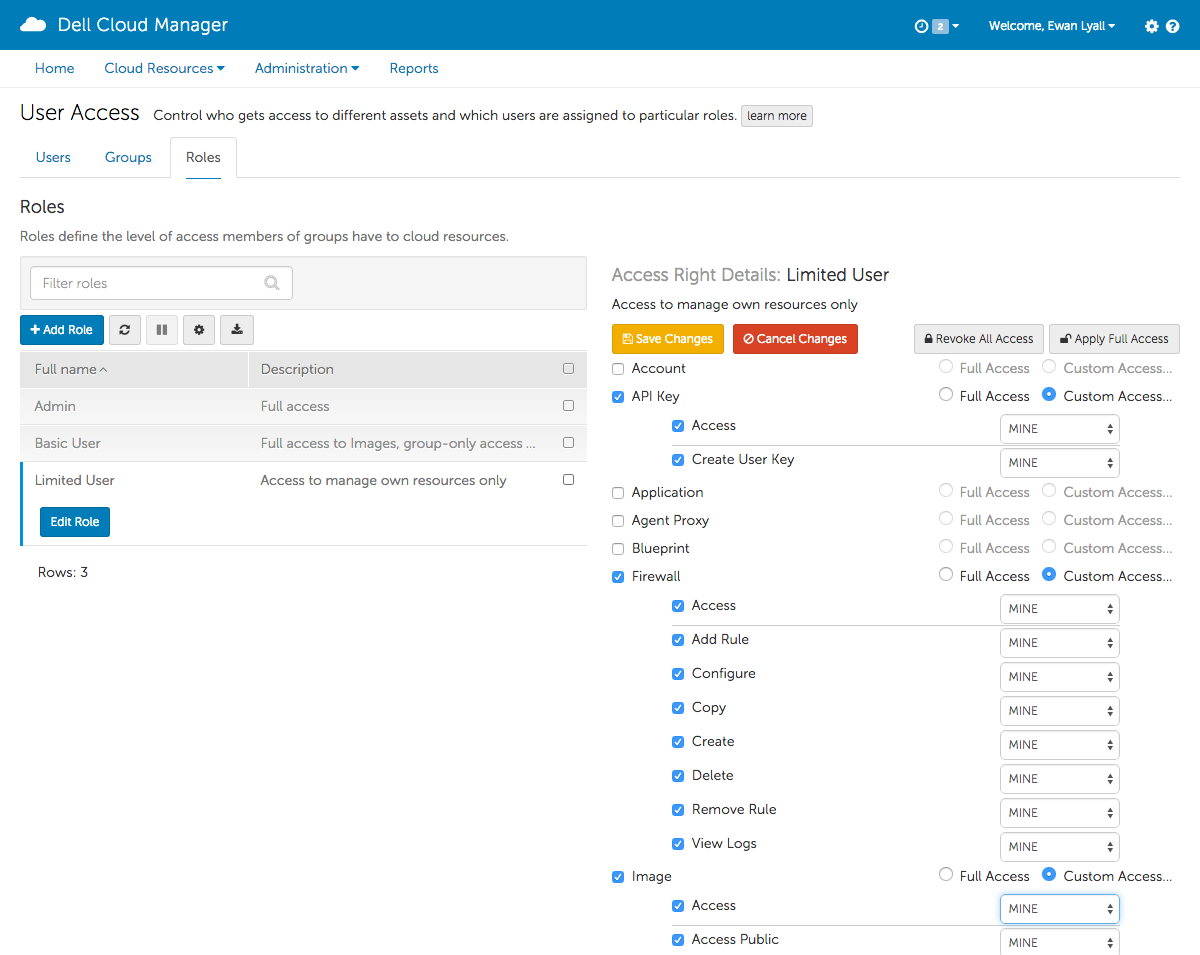 Dell Cloud Manager
2
Welcome, Ewan Lyall
Home Cloud Resources Administration Reports
User Access Control who gets access to different assets and which users are assigned to particular roles. learn more
Users Groups Roles
Roles
Roles define the level of access members of groups have to cloud resources.
Filter roles
+ Add Role
Full name Description
Admin Full access
Basic User Full access to Images, group-only access ...
Limited User Access to manage own resources only
Edit Role
Rows: 3
Access Right Details: Limited User
Access to manage own resources only
Save Changes Cancel Changes Revoke All Access Apply Full Access
Account Full Access Custom Access...
API Key Full Access Custom Access...
Access MINE
Create User Key MINE
Application Full Access Custom Access...
Agent Proxy Full Access Custom Access...
Blueprint Full Access Custom Access...
Firewall Full Access Custom Access...
Access MINE
Add Rule MINE
Configure MINE
Copy MINE
Create MINE
Delete MINE
Remove Rule MINE
View Logs MINE
Image Full Access Custom Access...
Access MINE
Access Public MINE